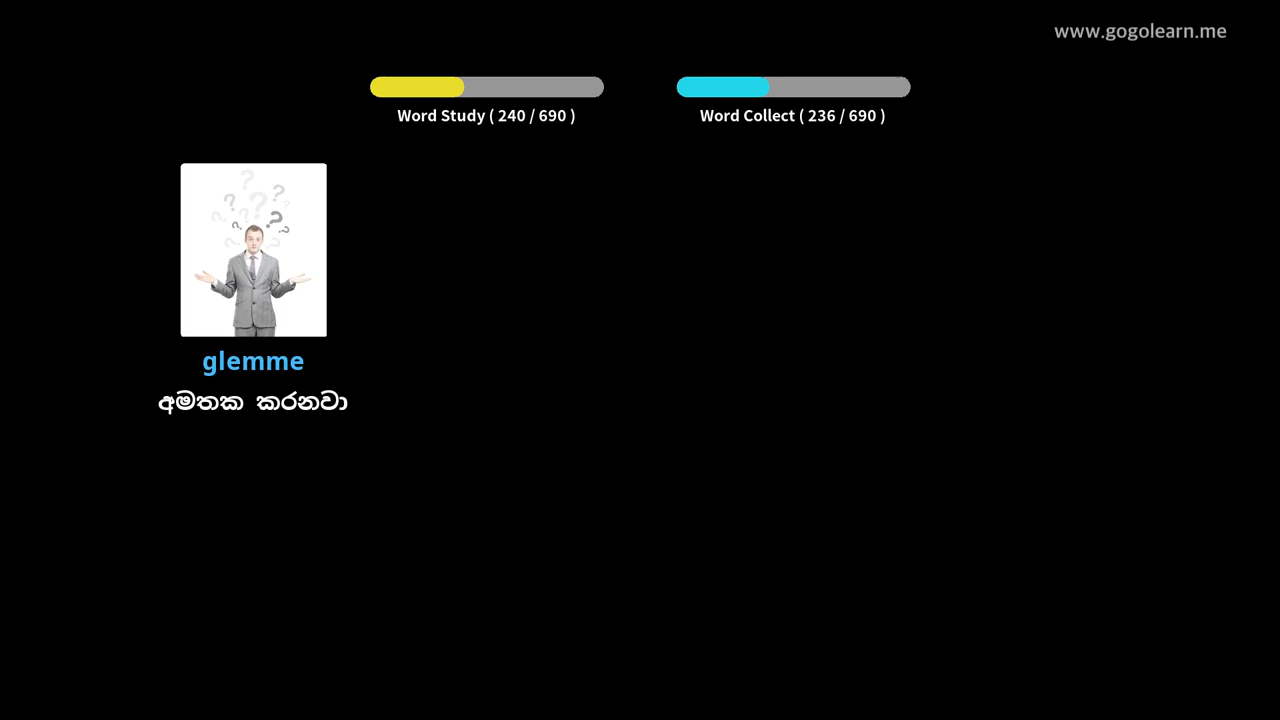 www.gogolearn.me
Word Study ( 240 / 690 )
Word Collect ( 236 / 690 )
glemme
අමතක කරනවා